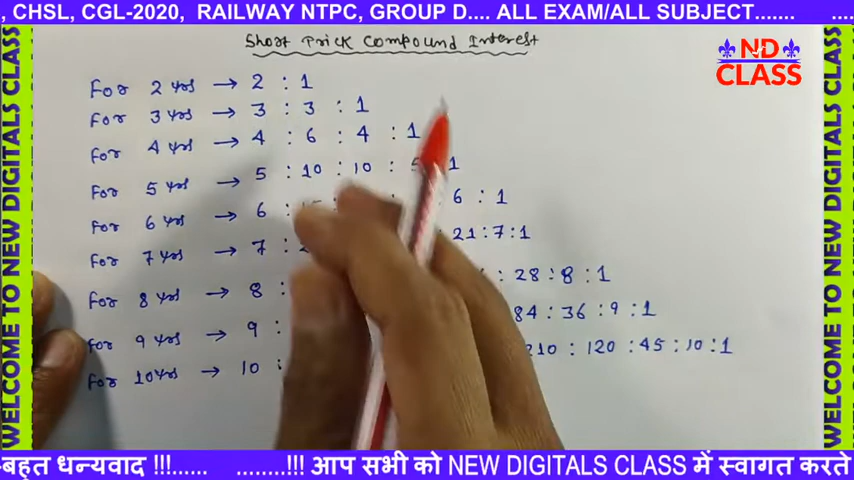 , CHSL, CGL-2020, RAILWAY NTPC, GROUP D.... ALL EXAM/ALL SUBJECT....... ....
Short Trick Compound Interest
ND
CLASS
For 2 yrs → 2 : 1
For 3 yrs → 3 : 3 : 1
For 4 yrs → 4 : 6 : 4 : 1
For 5 yrs → 5 : 10 : 10 : 5 : 1
For 6 yrs → 6 : 6 : 1
For 7 yrs → 7 : 21 : 7 : 1
For 8 yrs → 8 : : 28 : 8 : 1
For 9 yrs → 9 : 84 : 36 : 9 : 1
For 10 yrs → 10 : 210 : 120 : 45 : 10 : 1
WELCOME TO NEW DIGITALS CLASS
WELCOME TO NEW DIGITALS CLASS
बहुत धन्यवाद !!!...... ........!!! आप सभी को NEW DIGITALS CLASS में स्वागत करते